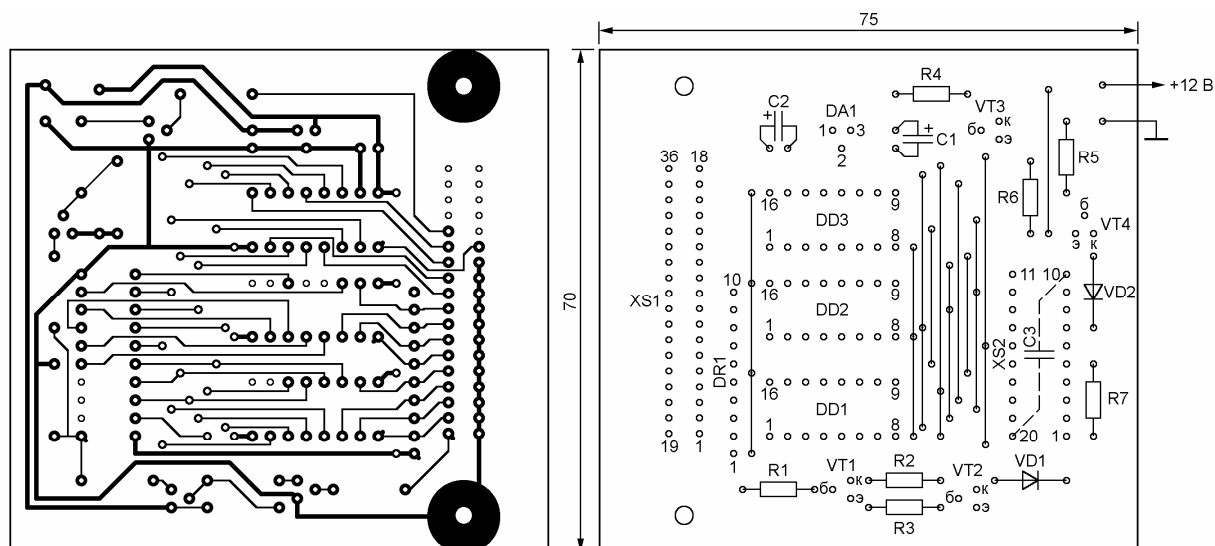 75
70
+12 В
R4
C2
+
DA1
1
3
2
+
C1
VT3
б
к
э
R5
R6
36
18
16
9
DD3
1
8
б
VT4
э
к
XS1
10
16
9
DD2
1
8
11
10
VD2
DR1
XS2
C3
16
9
DD1
1
8
R7
19
1
20
1
1
R1
VT1
б
к
э
R2
R3
VT2
б
к
э
VD1